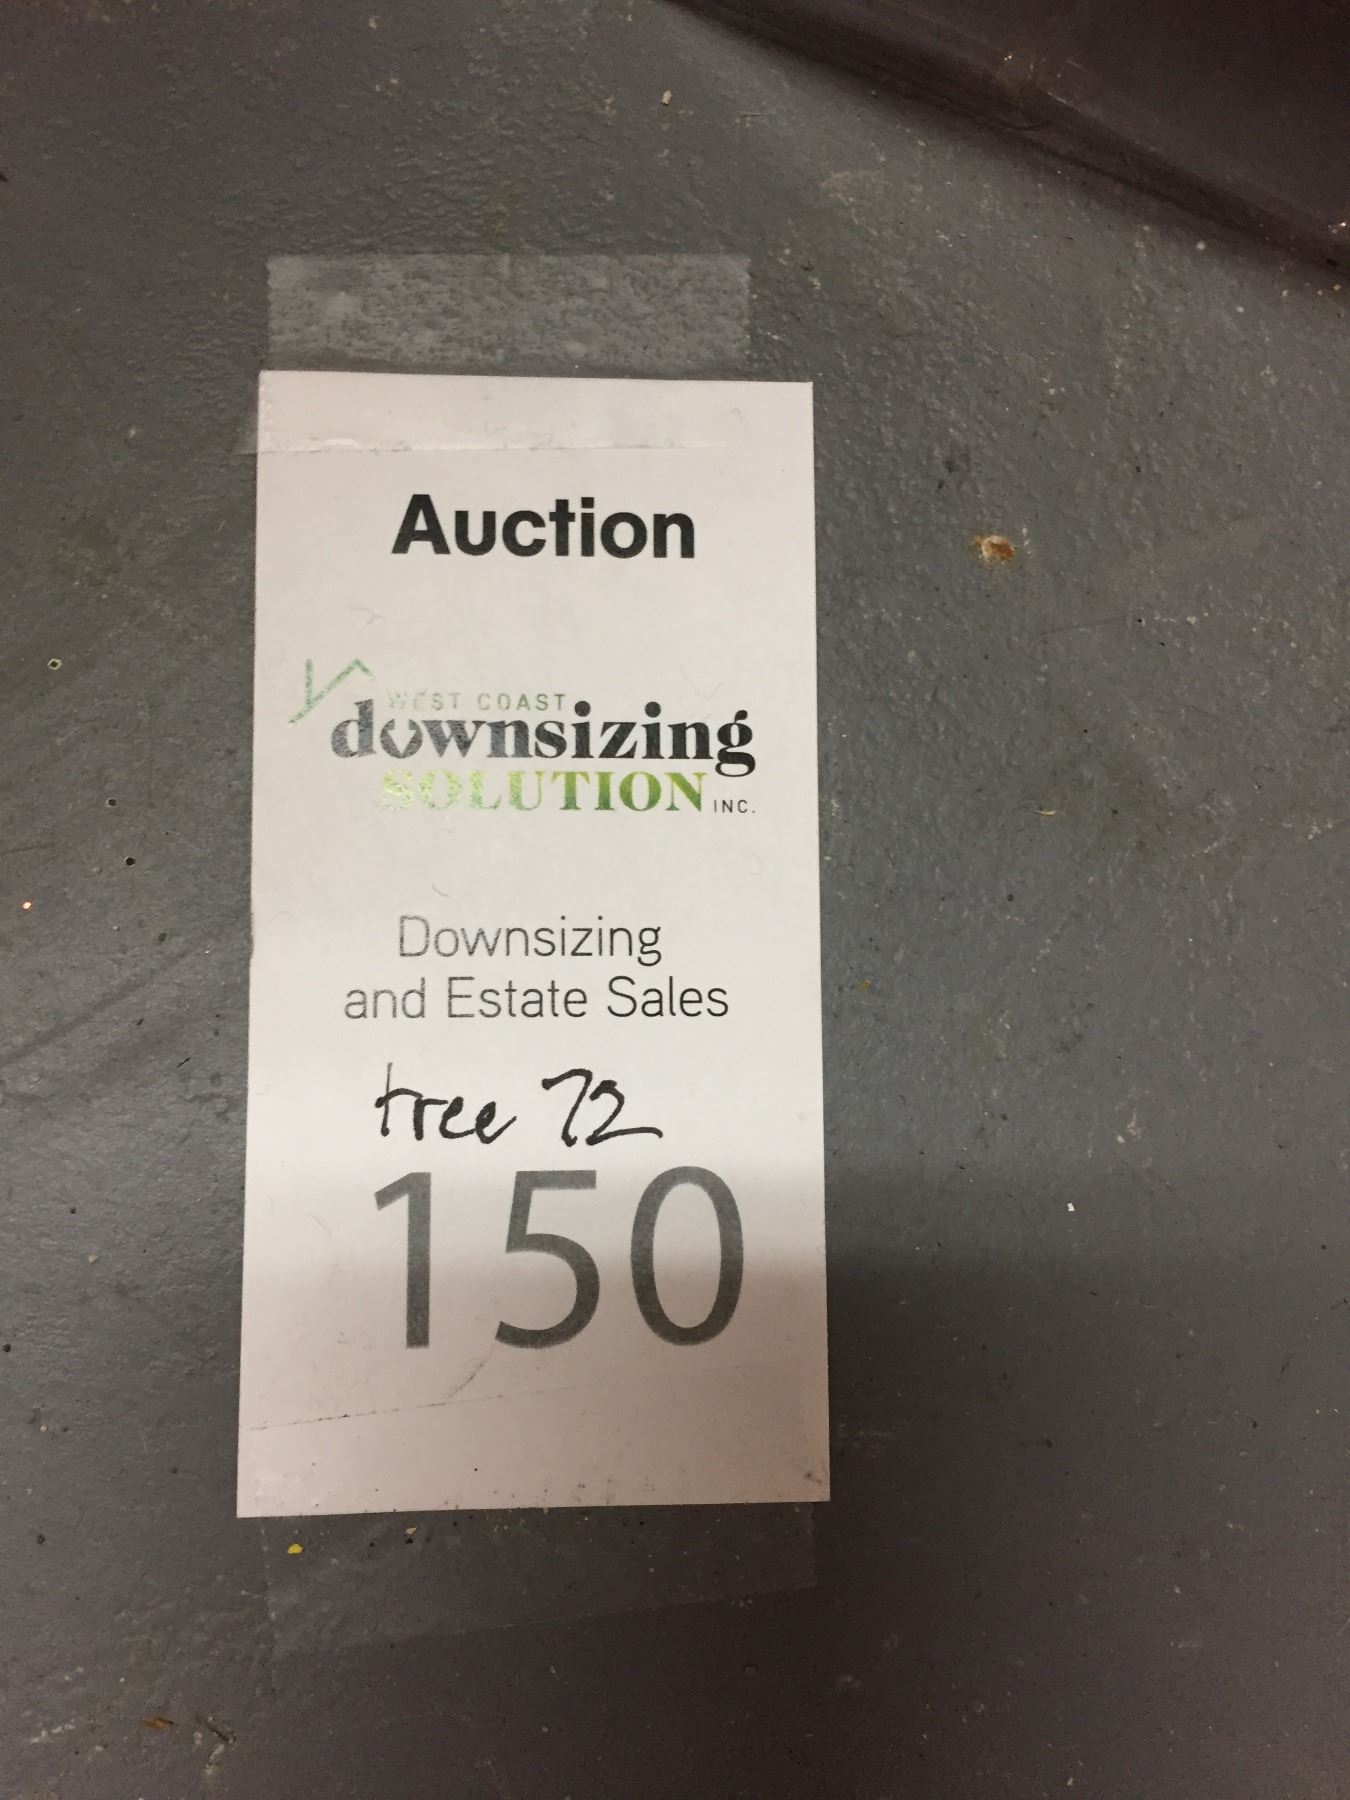 Auction
WEST COAST
downsizing
SOLUTION INC.
Downsizing
and Estate Sales
tree 72
150